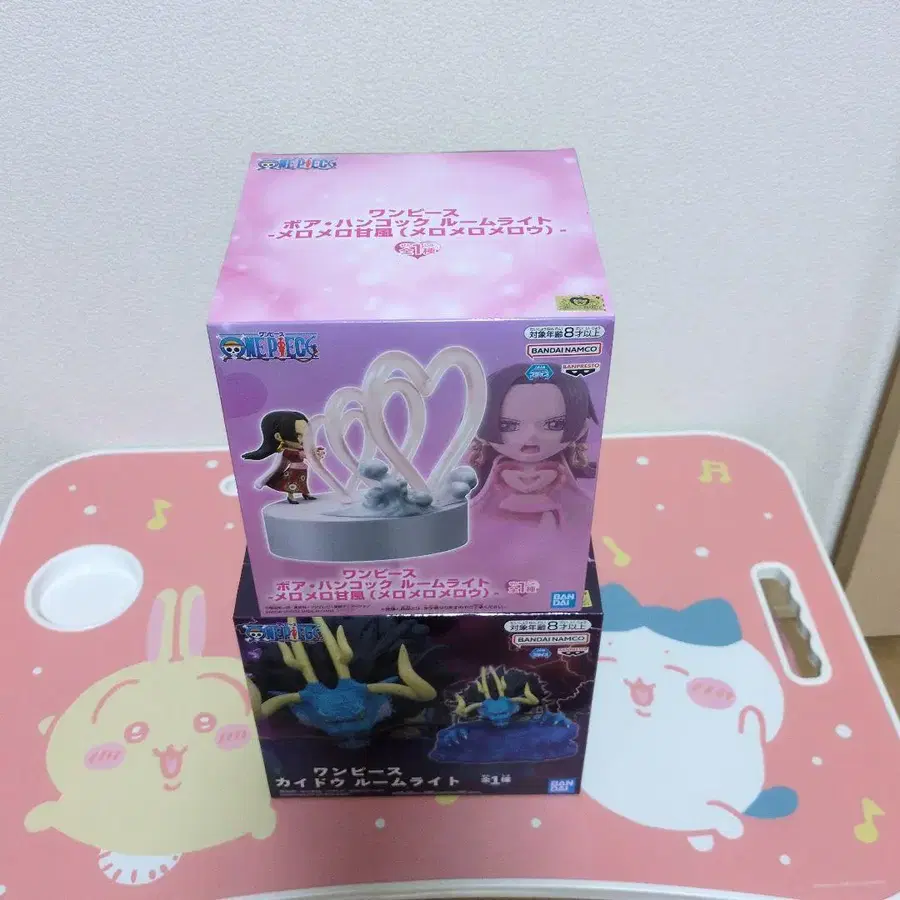 ONE PIECE
ワンピース
ボア・ハンコック ルームライト
-メロメロ甘風(メロメロメロウ)-
全1種
ワンピース
ONE PIECE
対象年齢8才以上
BANDAI NAMCO
BANPRESTO
ワンピース
ボア・ハンコック ルームライト
-メロメロ甘風(メロメロメロウ)-
全1種
BANDAI
ONE PIECE
対象年齢8才以上
BANDAI NAMCO
BANPRESTO
ワンピース
カイドウ ルームライト
全1種
BANDAI